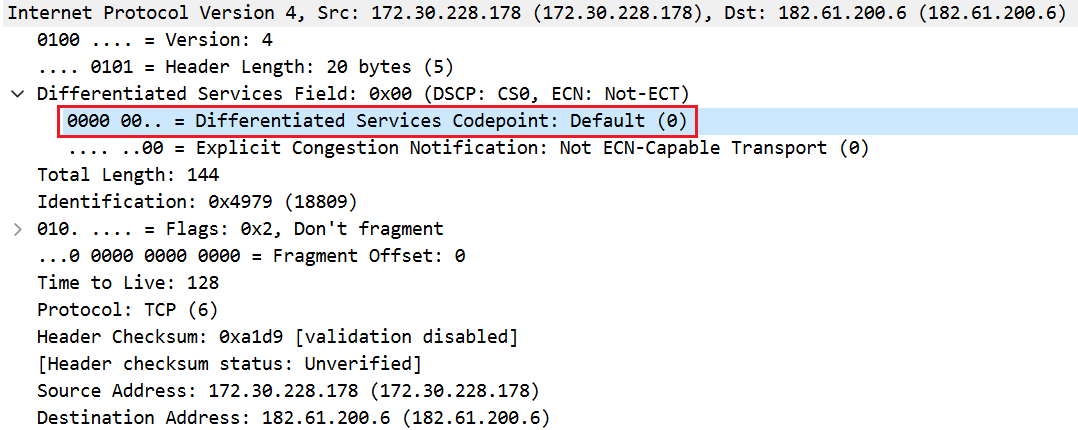 Internet Protocol Version 4, Src: 172.30.228.178 (172.30.228.178), Dst: 182.61.200.6 (182.61.200.6)
0100 .... = Version: 4
.... 0101 = Header Length: 20 bytes (5)
Differentiated Services Field: 0x00 (DSCP: CS0, ECN: Not-ECT)
0000 00.. = Differentiated Services Codepoint: Default (0)
.... ..00 = Explicit Congestion Notification: Not ECN-Capable Transport (0)
Total Length: 144
Identification: 0x4979 (18809)
010. .... = Flags: 0x2, Don't fragment
...0 0000 0000 0000 = Fragment Offset: 0
Time to Live: 128
Protocol: TCP (6)
Header Checksum: 0xa1d9 [validation disabled]
[Header checksum status: Unverified]
Source Address: 172.30.228.178 (172.30.228.178)
Destination Address: 182.61.200.6 (182.61.200.6)